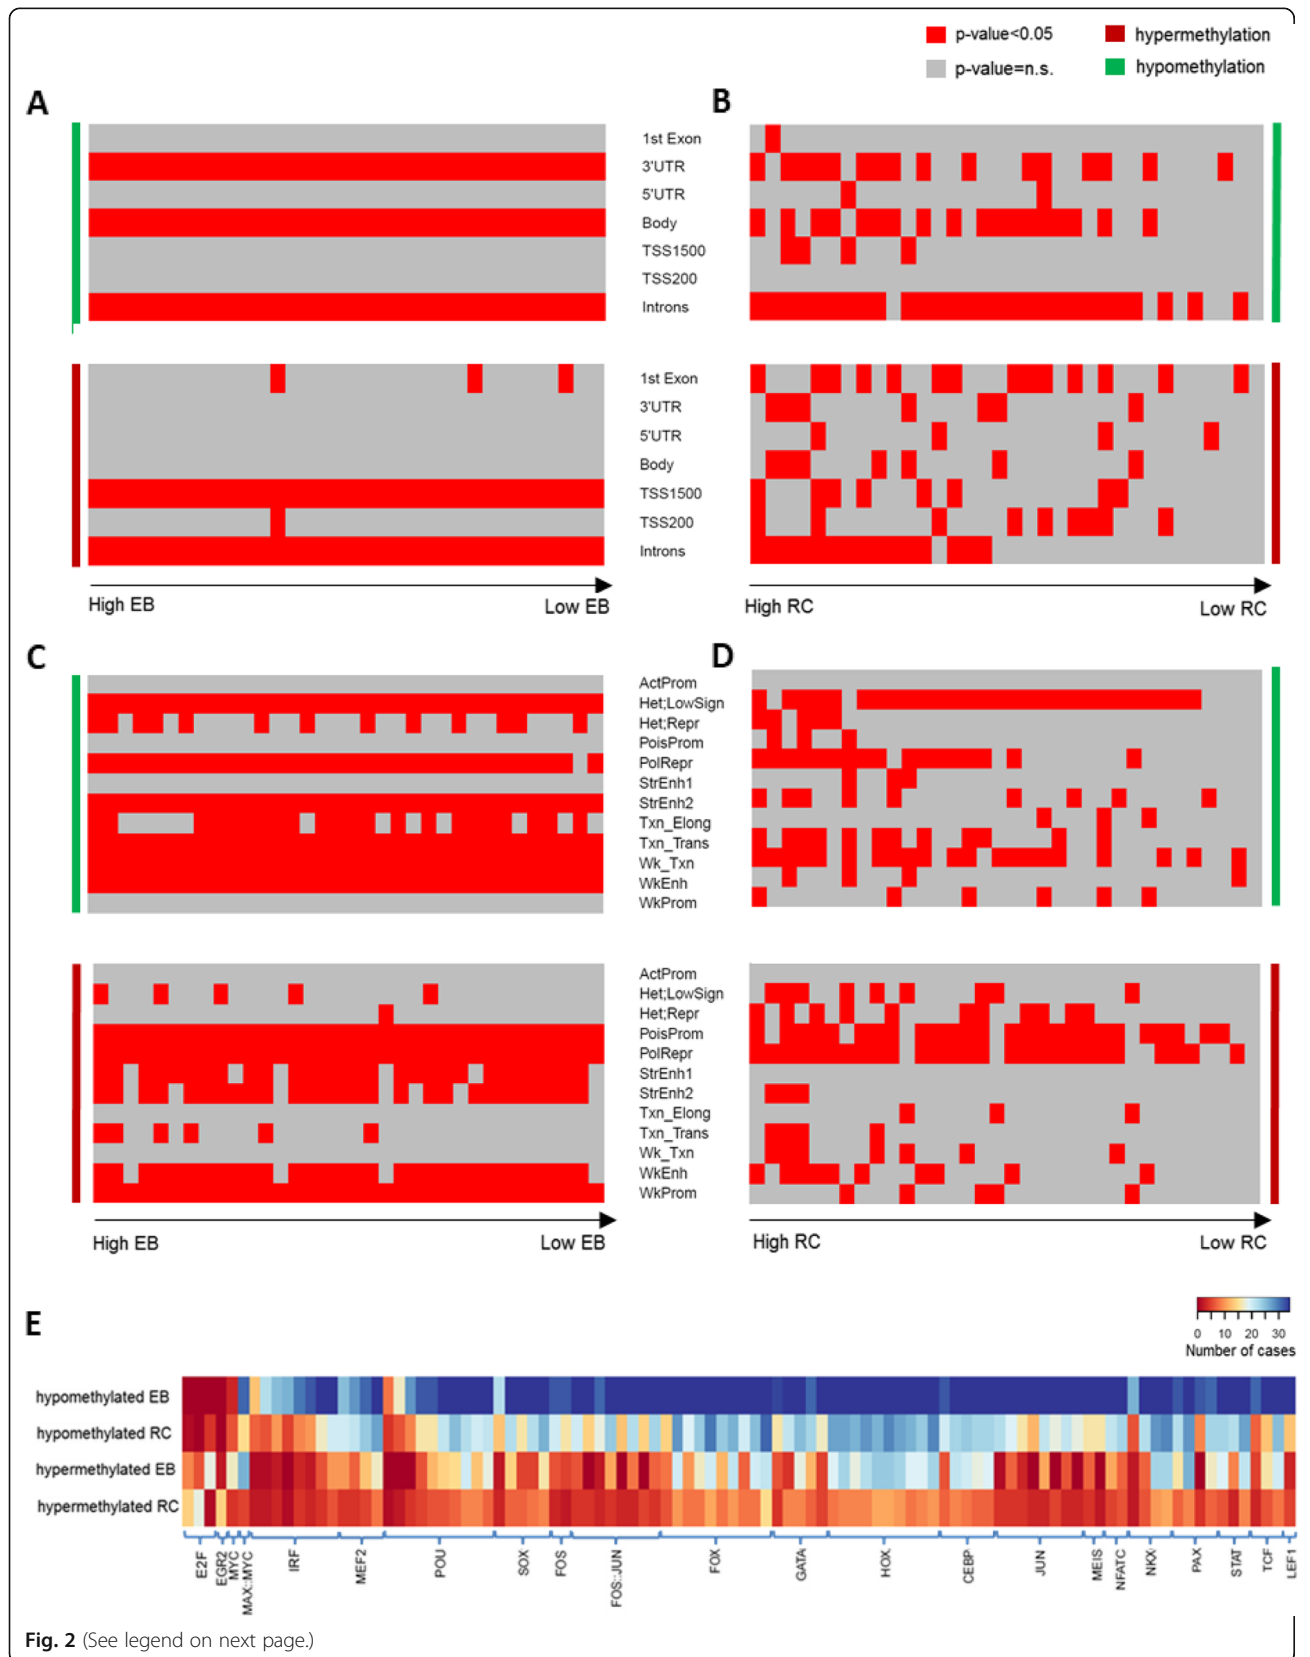 p-value<0.05
hypermethylation
p-value=n.s.
hypomethylation
A
B
1st Exon
3'UTR
5'UTR
Body
TSS1500
TSS200
Introns
1st Exon
3'UTR
5'UTR
Body
TSS1500
TSS200
Introns
High EB
Low EB
High RC
Low RC
C
D
ActProm
Het;LowSign
Het;Repr
PoisProm
PolRepr
StrEnh1
StrEnh2
Txn_Elong
Txn_Trans
Wk_Txn
WkEnh
WkProm
ActProm
Het;LowSign
Het;Repr
PoisProm
PolRepr
StrEnh1
StrEnh2
Txn_Elong
Txn_Trans
Wk_Txn
WkEnh
WkProm
High EB
Low EB
High RC
Low RC
E
0 10 20 30
Number of cases
hypomethylated EB
hypomethylated RC
hypermethylated EB
hypermethylated RC
E2F
EGR2
MYC
MAX::MYC
IRF
MEF2
POU
SOX
FOS
FOS::JUN
FOX
GATA
HOX
CEBP
JUN
MEIS
NFATC
NKX
PAX
STAT
TCF
LEF1
Fig. 2 (See legend on next page.)